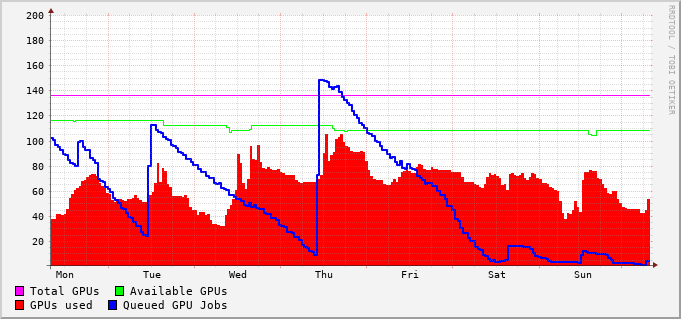 200
180
160
140
120
100
80
60
40
20
Mon Tue Wed Thu Fri Sat Sun
Total GPUs Available GPUs
GPUs used Queued GPU Jobs
RRDTOOL / TOBI OETIKER